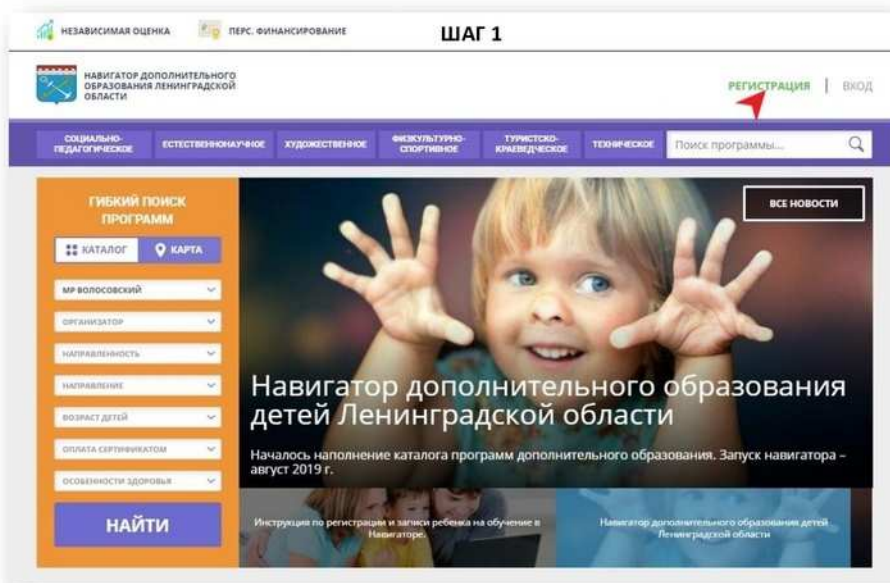 НЕЗАВИСИМАЯ ОЦЕНКА
ПЕРС. ФИНАНСИРОВАНИЕ
ШАГ 1
НАВИГАТОР ДОПОЛНИТЕЛЬНОГО
ОБРАЗОВАНИЯ ЛЕНИНГРАДСКОЙ
ОБЛАСТИ
РЕГИСТРАЦИЯ | ВХОД
СОЦИАЛЬНО-
ПЕДАГОГИЧЕСКОЕ
ЕСТЕСТВЕННОНАУЧНОЕ
ХУДОЖЕСТВЕННОЕ
ФИЗКУЛЬТУРНО-
СПОРТИВНОЕ
ТУРИСТСКО-
КРАЕВЕДЧЕСКОЕ
ТЕХНИЧЕСКОЕ
Поиск программы...
ГИБКИЙ ПОИСК
ПРОГРАММ
КАТАЛОГ
КАРТА
МР ВОЛОСОВСКИЙ
ОРГАНИЗАТОР
НАПРАВЛЕННОСТЬ
НАПРАВЛЕНИЕ
ВОЗРАСТ ДЕТЕЙ
ОПЛАТА СЕРТИФИКАТОМ
ОСОБЕННОСТИ ЗДОРОВЬЯ
НАЙТИ
ВСЕ НОВОСТИ
Навигатор дополнительного образования
детей Ленинградской области
Началось наполнение каталога программ дополнительного образования. Запуск навигатора –
август 2019 г.
Инструкция по регистрации и записи ребенка на обучение в
Навигаторе.
Навигатор дополнительного образования детей
Ленинградской области